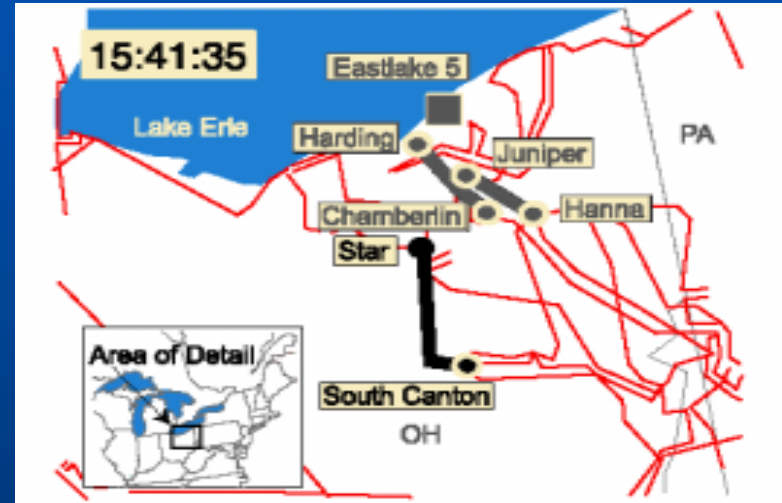 15:41:35
Eastlake 5
Lake Erie
Harding
Juniper
PA
Chamberlin
Hanna
Star
Area of Detail
South Canton
OH